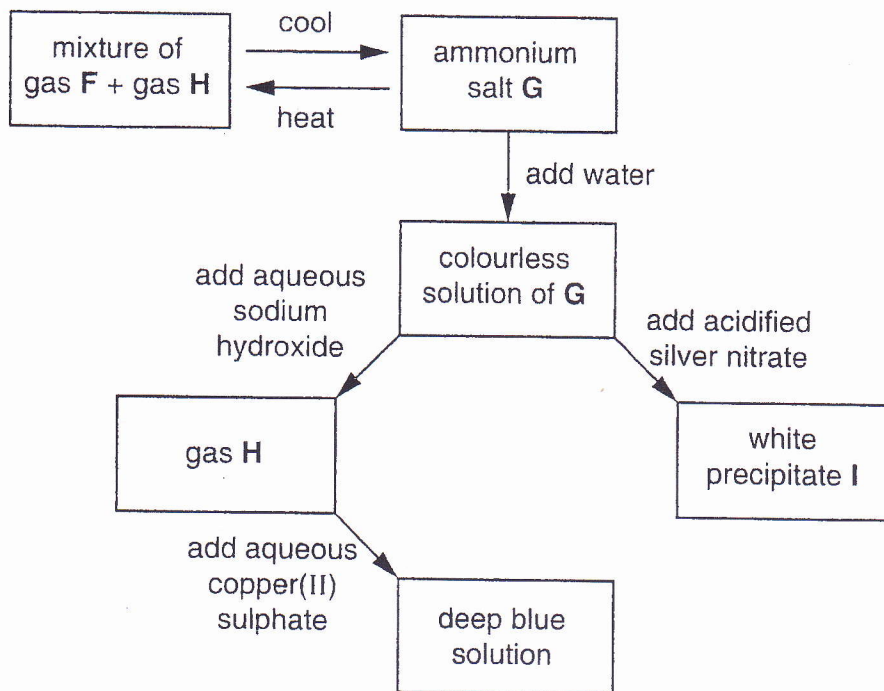 mixture of
gas F + gas H
cool
heat
ammonium
salt G
add water
colourless
solution of G
add aqueous
sodium
hydroxide
add acidified
silver nitrate
gas H
white
precipitate I
add aqueous
copper(II)
sulphate
deep blue
solution